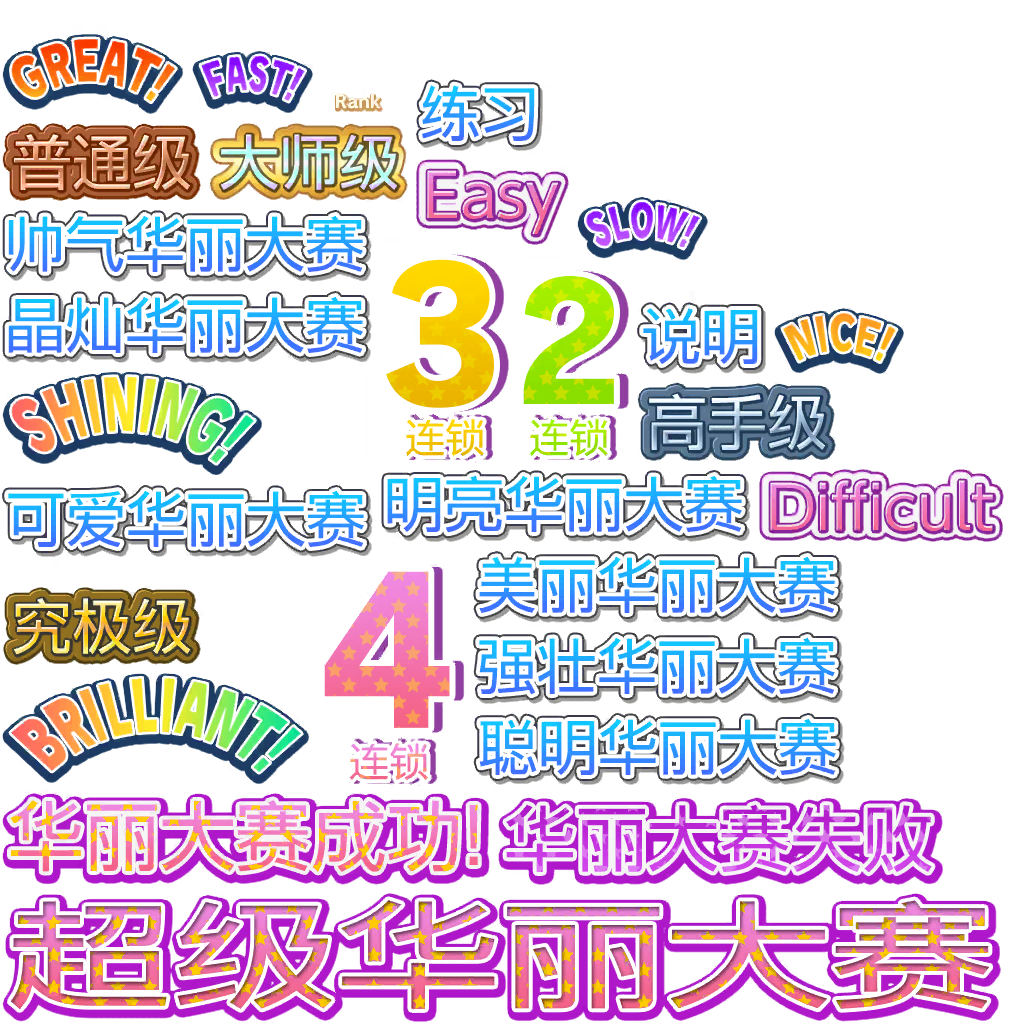 GREAT!
FAST!
Rank
练习
普通级
大师级
Easy
帅气华丽大赛
SLOW!
晶灿华丽大赛
3
连锁
2
连锁
说明
NICE!
SHINING!
高手级
可爱华丽大赛
明亮华丽大赛
Difficult
究极级
4
连锁
美丽华丽大赛
强壮华丽大赛
聪明华丽大赛
BRILLIANT!
华丽大赛成功!
华丽大赛失败
超级华丽大赛